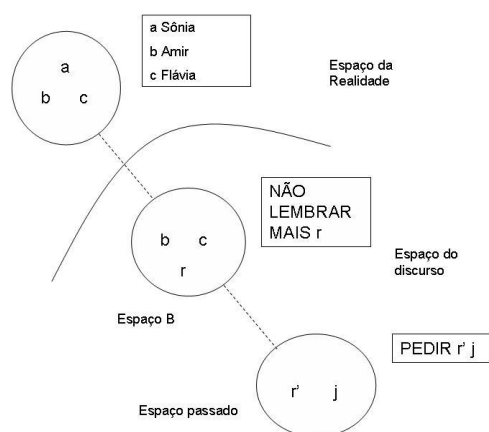 a Sônia
b Amir
c Flávia
a
b c
Espaço da
Realidade
NÃO
LEMBRAR
MAIS r
b c
r
Espaço do
discurso
Espaço B
PEDIR r' j
r' j
Espaço passado